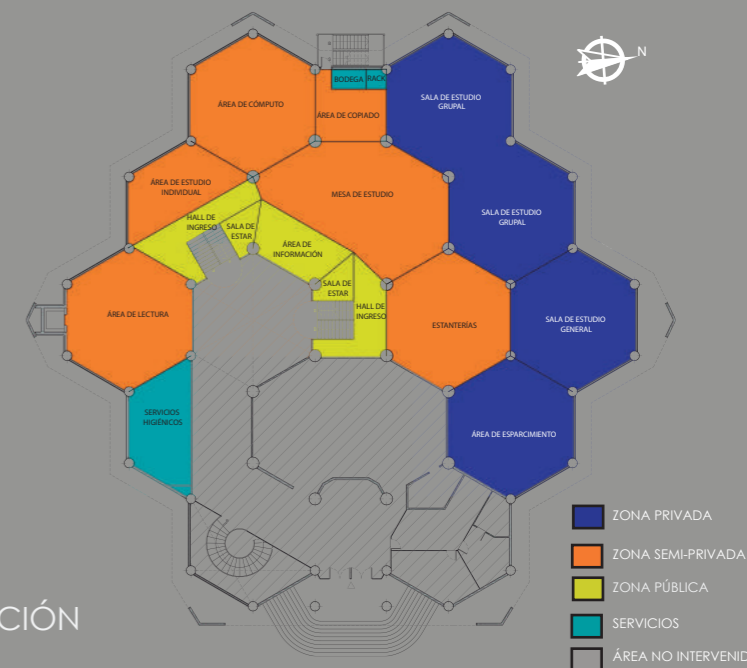 N
BODEGA
RACK
SALA DE ESTUDIO
GRUPAL
ÁREA DE CÓMPUTO
ÁREA DE COPIADO
ÁREA DE ESTUDIO
INDIVIDUAL
MESA DE ESTUDIO
HALL DE
INGRESO
SALA DE
ESTAR
SALA DE ESTUDIO
GRUPAL
ÁREA DE
INFORMACIÓN
SALA DE
ESTAR
HALL DE
INGRESO
ÁREA DE LECTURA
ESTANTERÍAS
SALA DE ESTUDIO
GENERAL
SERVICIOS
HIGIÉNICOS
ÁREA DE ESPARCIMIENTO
ZONA PRIVADA
ZONA SEMI-PRIVADA
ZONA PÚBLICA
SERVICIOS
ÁREA NO INTERVENID
CIÓN